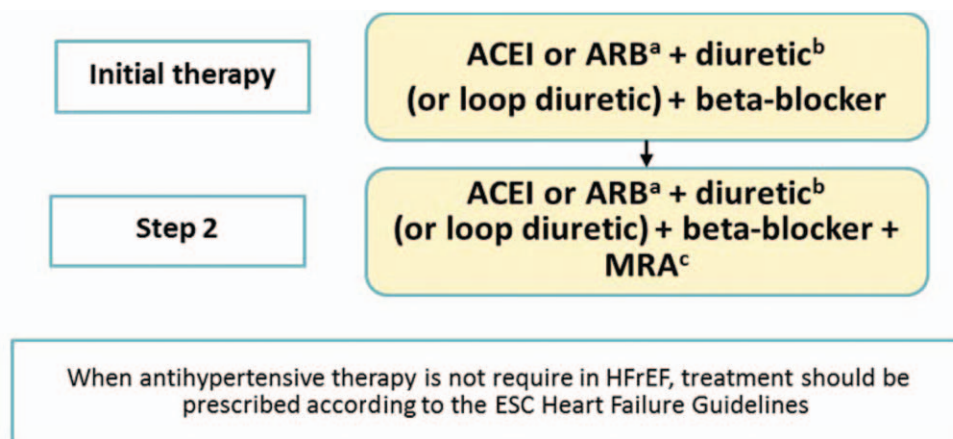 Initial therapy
ACEI or ARBᵃ + diureticᵇ
(or loop diuretic) + beta-blocker
Step 2
ACEI or ARBᵃ + diureticᵇ
(or loop diuretic) + beta-blocker +
MRAᶜ
When antihypertensive therapy is not require in HFrEF, treatment should be
prescribed according to the ESC Heart Failure Guidelines